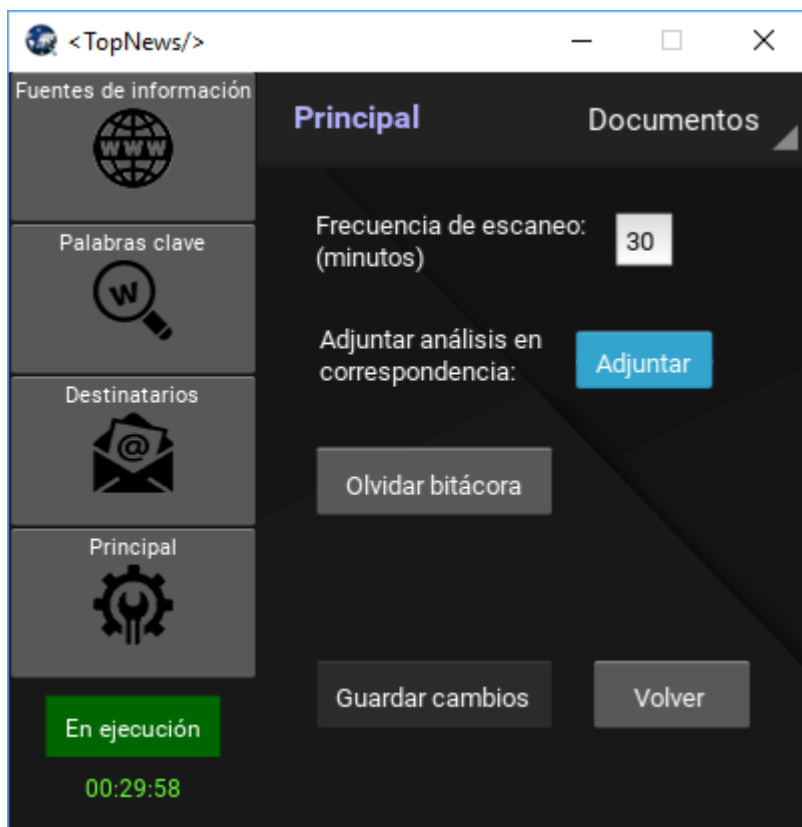 <TopNews/>
Fuentes de información
www
Palabras clave
w
Destinatarios
@
Principal
En ejecución
00:29:58
Principal
Documentos
Frecuencia de escaneo:
(minutos)
30
Adjuntar análisis en
correspondencia:
Adjuntar
Olvidar bitácora
Guardar cambios
Volver